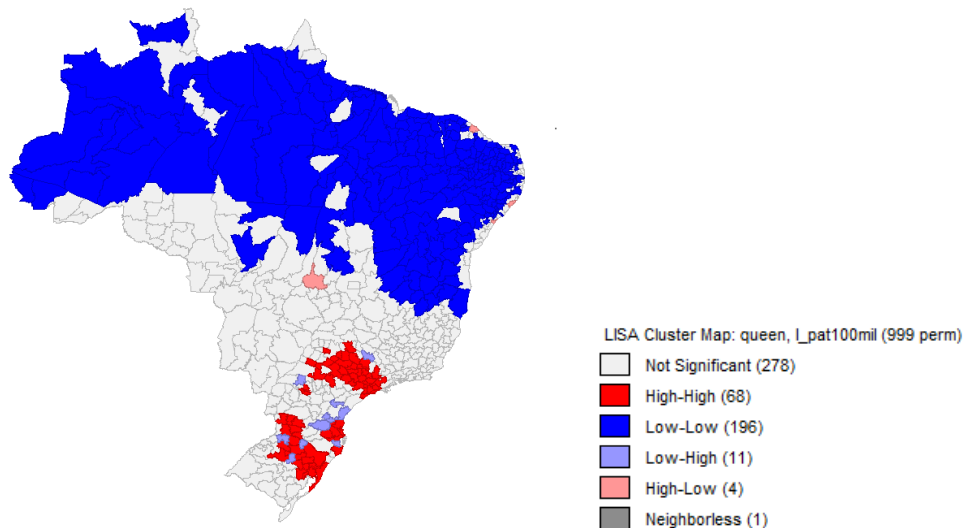 LISA Cluster Map: queen, I_pat100mil (999 perm)
Not Significant (278)
High-High (68)
Low-Low (196)
Low-High (11)
High-Low (4)
Neighborless (1)